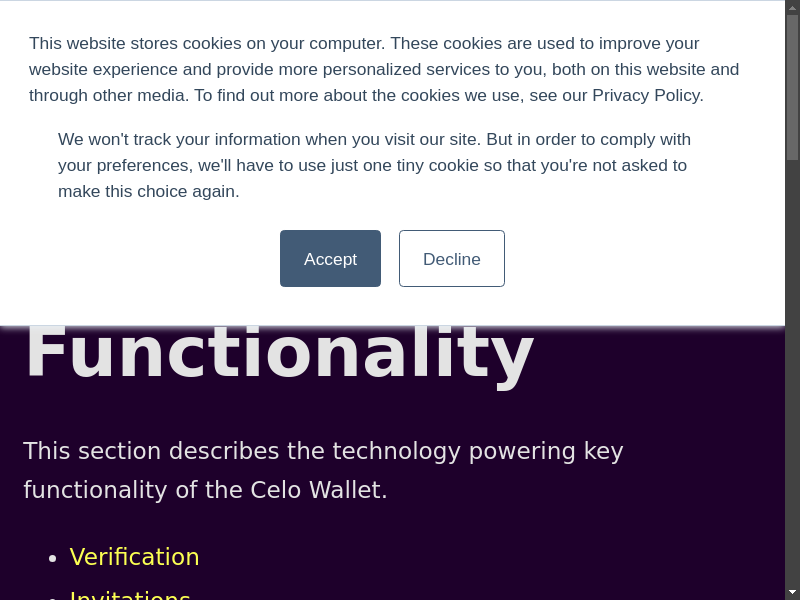 This website stores cookies on your computer. These cookies are used to improve your
website experience and provide more personalized services to you, both on this website and
through other media. To find out more about the cookies we use, see our Privacy Policy.
We won't track your information when you visit our site. But in order to comply with
your preferences, we'll have to use just one tiny cookie so that you're not asked to
make this choice again.
Accept
Decline
Functionality
This section describes the technology powering key
functionality of the Celo Wallet.
Verification
Invitations